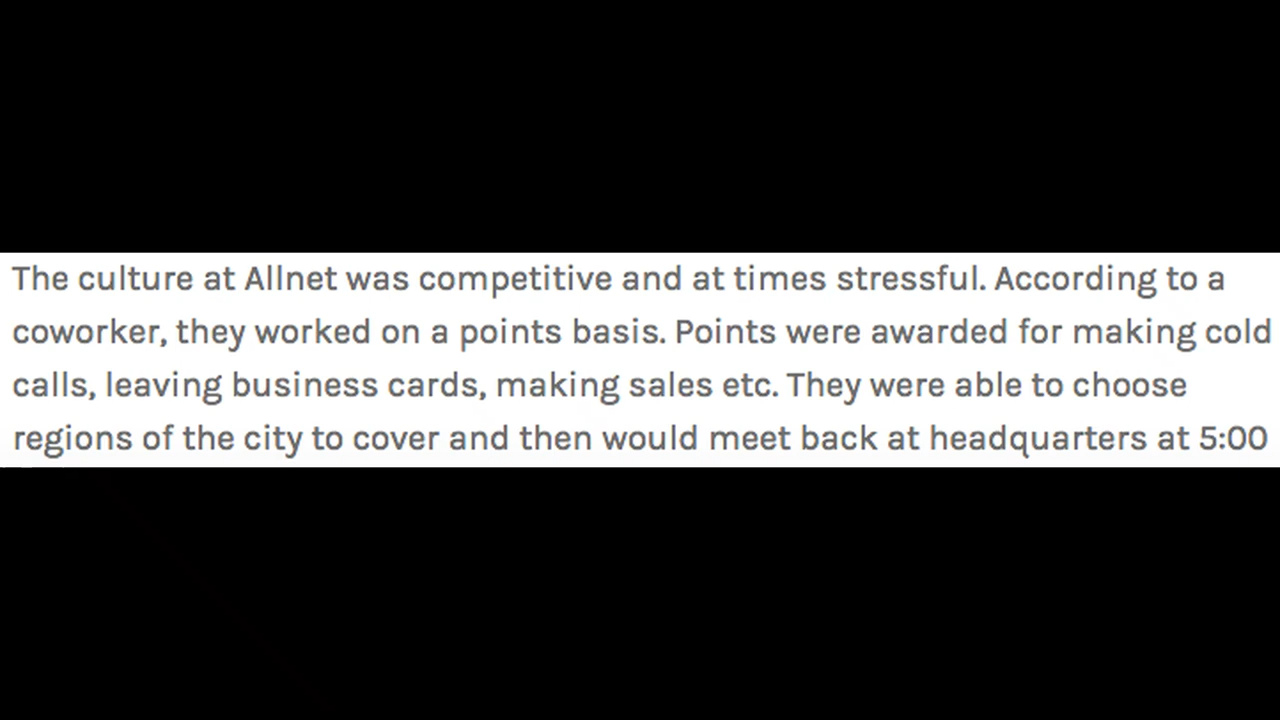 The culture at Allnet was competitive and at times stressful. According to a
coworker, they worked on a points basis. Points were awarded for making cold
calls, leaving business cards, making sales etc. They were able to choose
regions of the city to cover and then would meet back at headquarters at 5:00